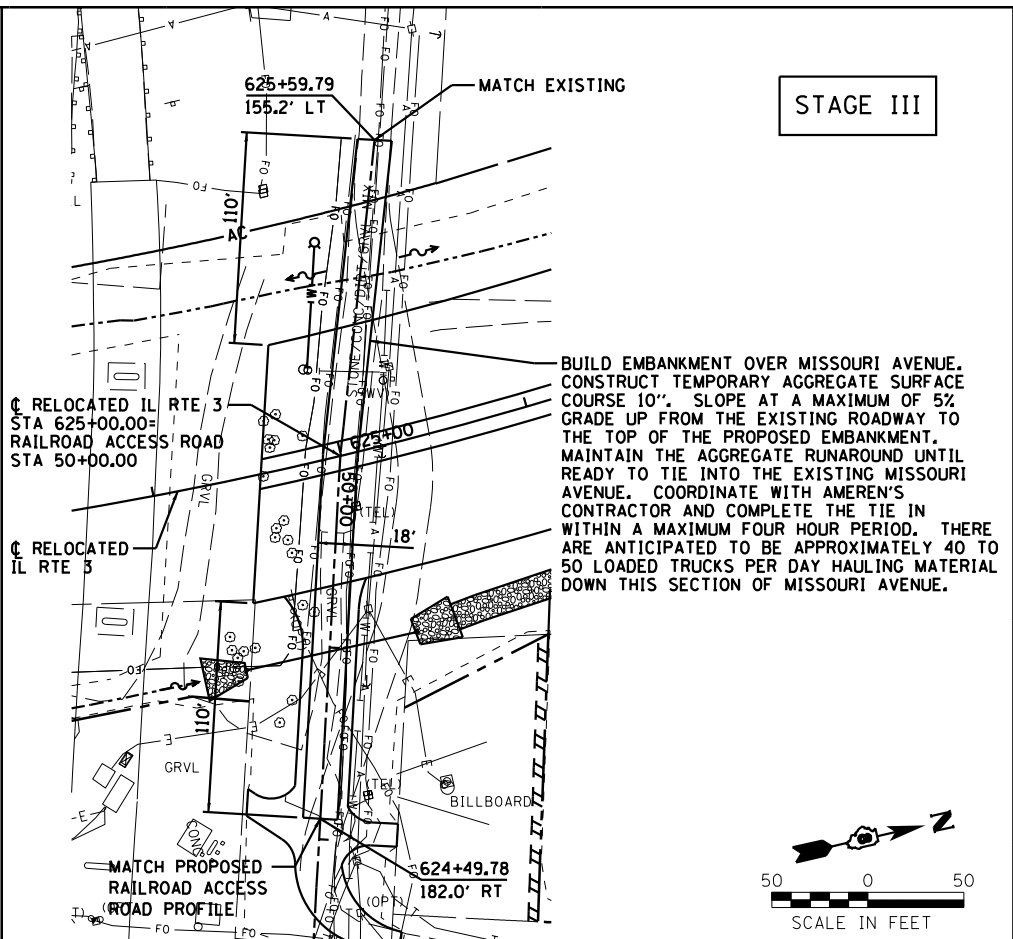 625+59.79
155.2' LT
MATCH EXISTING
STAGE III
110'
AC
BUILD EMBANKMENT OVER MISSOURI AVENUE.
CONSTRUCT TEMPORARY AGGREGATE SURFACE
COURSE 10''. SLOPE AT A MAXIMUM OF 5%
GRADE UP FROM THE EXISTING ROADWAY TO
THE TOP OF THE PROPOSED EMBANKMENT.
MAINTAIN THE AGGREGATE RUNAROUND UNTIL
READY TO TIE INTO THE EXISTING MISSOURI
AVENUE. COORDINATE WITH AMEREN'S
CONTRACTOR AND COMPLETE THE TIE IN
WITHIN A MAXIMUM FOUR HOUR PERIOD. THERE
ARE ANTICIPATED TO BE APPROXIMATELY 40 TO
50 LOADED TRUCKS PER DAY HAULING MATERIAL
DOWN THIS SECTION OF MISSOURI AVENUE.
℄ RELOCATED IL RTE 3
STA 625+00.00=
RAILROAD ACCESS ROAD
STA 50+00.00
625+00
50+00
GRVL
(TEL)
18'
℄ RELOCATED
IL RTE 3
GRVL
110'
GRVL
(TEL)
BILLBOARD
CONC
MATCH PROPOSED
RAILROAD ACCESS
ROAD PROFILE
624+49.78
182.0' RT
(OPT)
N
50 0 50
SCALE IN FEET